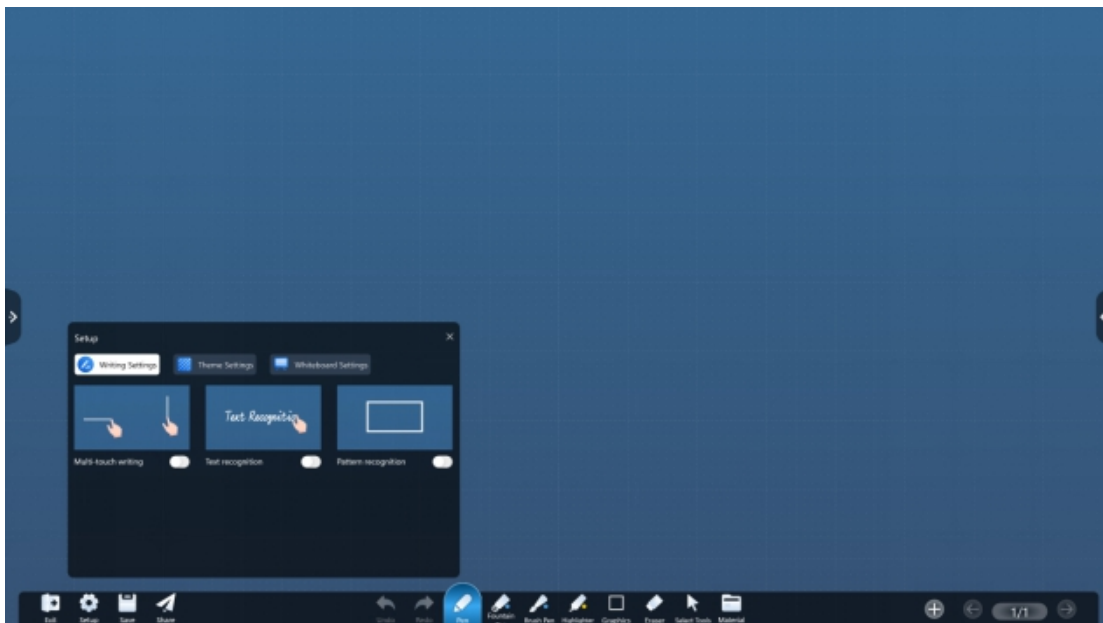 Setup
Writing Settings Theme Settings Whiteboard Settings
Text Recognition
Multi-touch writing Text recognition Pattern recognition
Exit Setup Save Share Undo Redo Pen Fountain Brush Pen Highlighter Graphics Eraser Select Tools Material
1/1